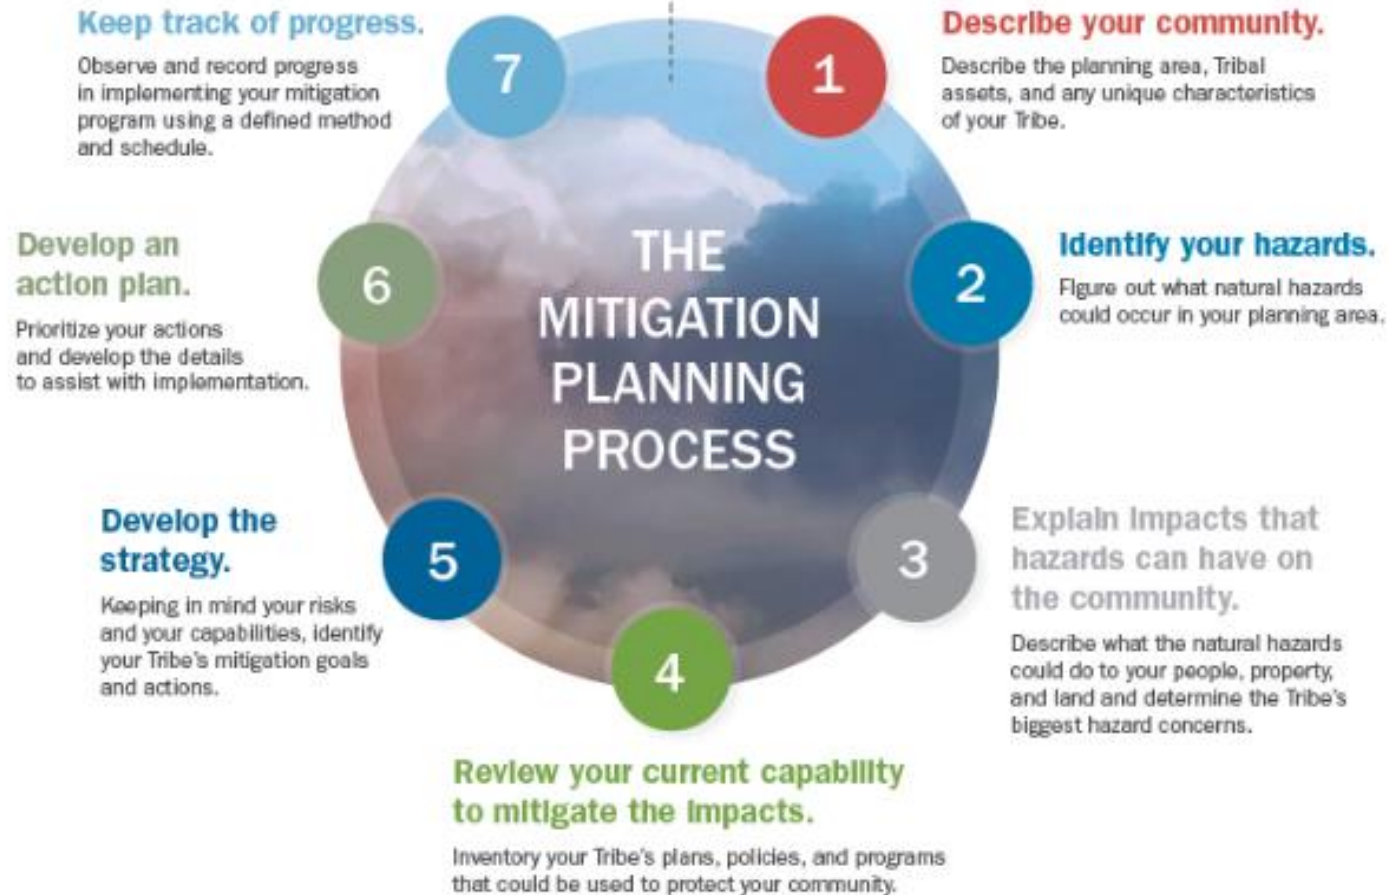 THE
MITIGATION
PLANNING
PROCESS
1
Describe your community.
Describe the planning area, Tribal
assets, and any unique characteristics
of your Tribe.
2
Identify your hazards.
Figure out what natural hazards
could occur in your planning area.
3
Explain Impacts that
hazards can have on
the community.
Describe what the natural hazards
could do to your people, property,
and land and determine the Tribe's
biggest hazard concerns.
4
Review your current capability
to mitigate the Impacts.
Inventory your Tribe's plans, policies, and programs
that could be used to protect your community.
5
Develop the
strategy.
Keeping in mind your risks
and your capabilities, identify
your Tribe's mitigation goals
and actions.
6
Develop an
action plan.
Prioritize your actions
and develop the details
to assist with implementation.
7
Keep track of progress.
Observe and record progress
in implementing your mitigation
program using a defined method
and schedule.